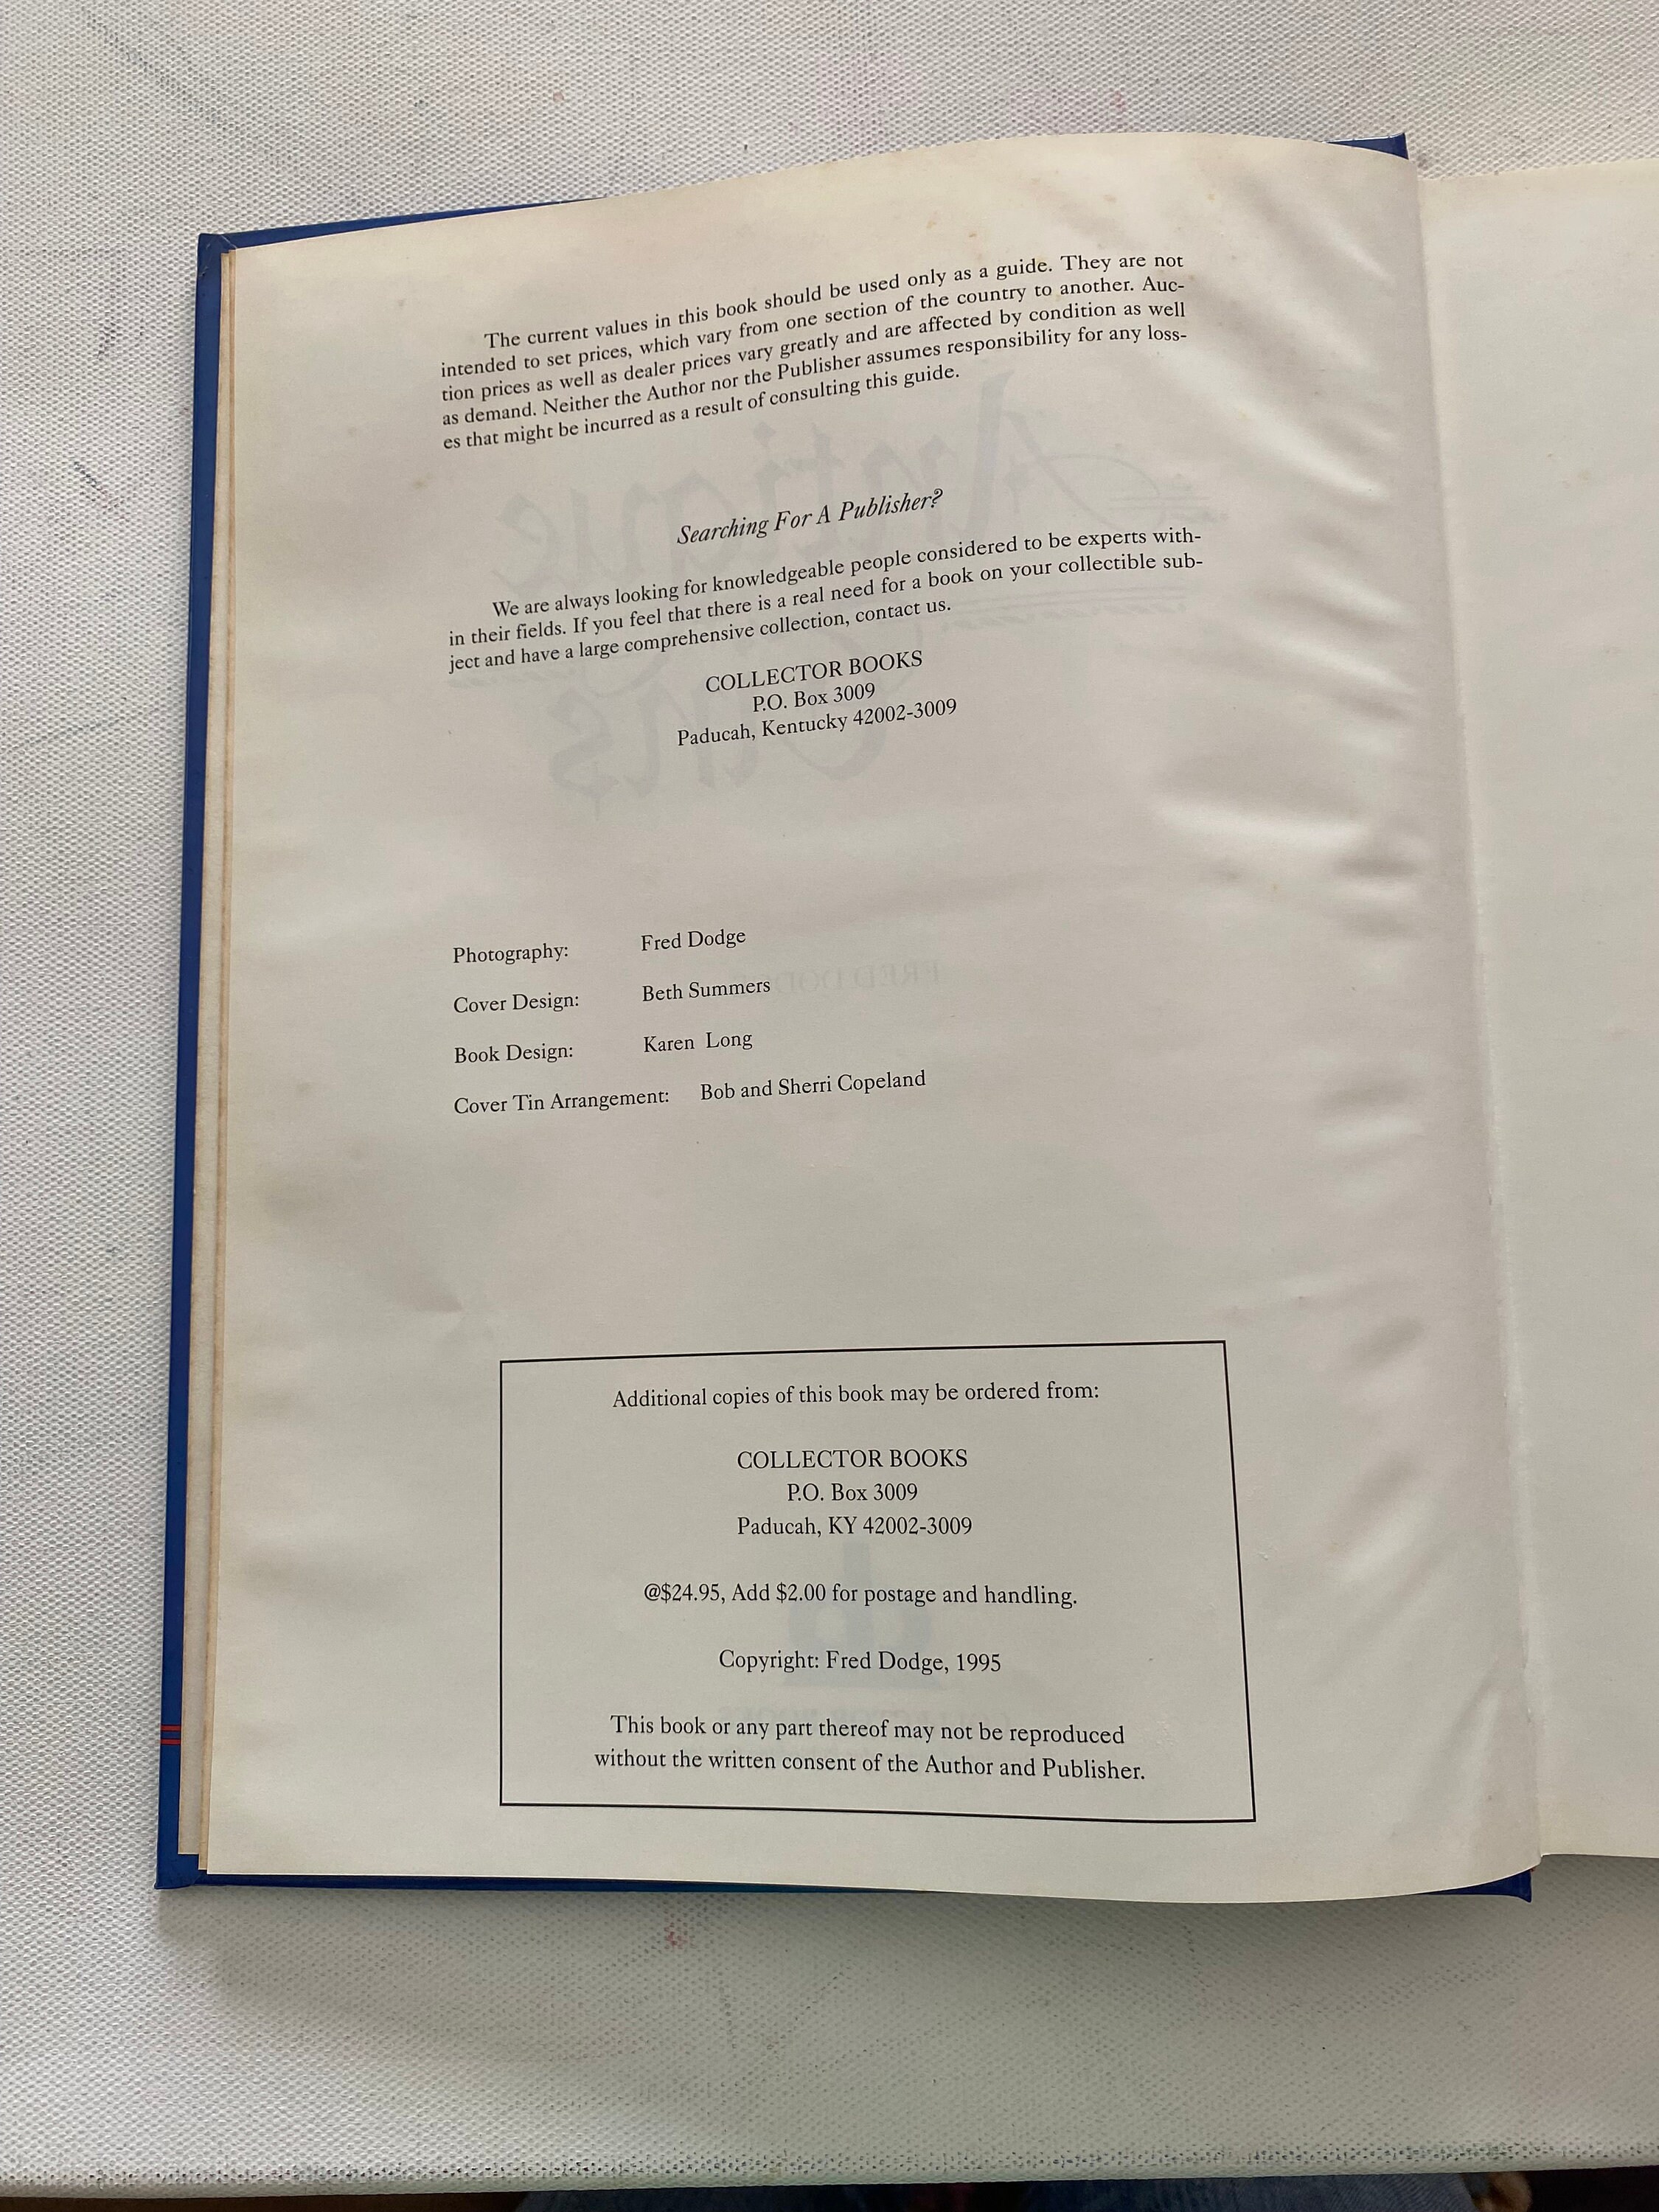 The current values in this book should be used only as a guide. They are not
intended to set prices, which vary from one section of the country to another. Auc-
tion prices as well as dealer prices vary greatly and are affected by condition as well
as demand. Neither the Author nor the Publisher assumes responsibility for any loss-
es that might be incurred as a result of consulting this guide.
Searching For A Publisher?
We are always looking for knowledgeable people considered to be experts with-
in their fields. If you feel that there is a real need for a book on your collectible sub-
ject and have a large comprehensive collection, contact us.
COLLECTOR BOOKS
P.O. Box 3009
Paducah, Kentucky 42002-3009
Photography: Fred Dodge
Cover Design: Beth Summers
Book Design: Karen Long
Cover Tin Arrangement: Bob and Sherri Copeland
Additional copies of this book may be ordered from:
COLLECTOR BOOKS
P.O. Box 3009
Paducah, KY 42002-3009
@$24.95, Add $2.00 for postage and handling.
Copyright: Fred Dodge, 1995
This book or any part thereof may not be reproduced
without the written consent of the Author and Publisher.